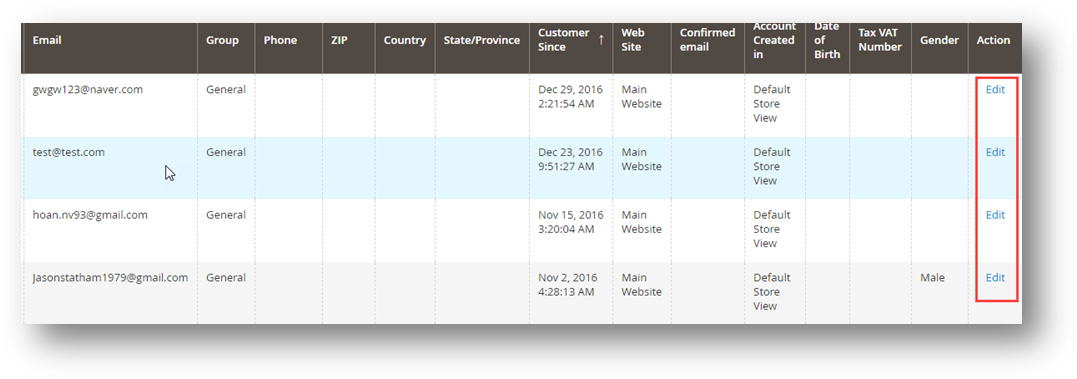 Email Group Phone ZIP Country State/Province Customer Since ↑ Web Site Confirmed email Account Created in Date of Birth Tax VAT Number Gender Action
gwgw123@naver.com General Dec 29, 2016 2:21:54 AM Main Website Default Store View Edit
test@test.com General Dec 23, 2016 9:51:27 AM Main Website Default Store View Edit
hoan.nv93@gmail.com General Nov 15, 2016 3:20:04 AM Main Website Default Store View Edit
Jasonstatham1979@gmail.com General Nov 2, 2016 4:28:13 AM Main Website Default Store View Male Edit